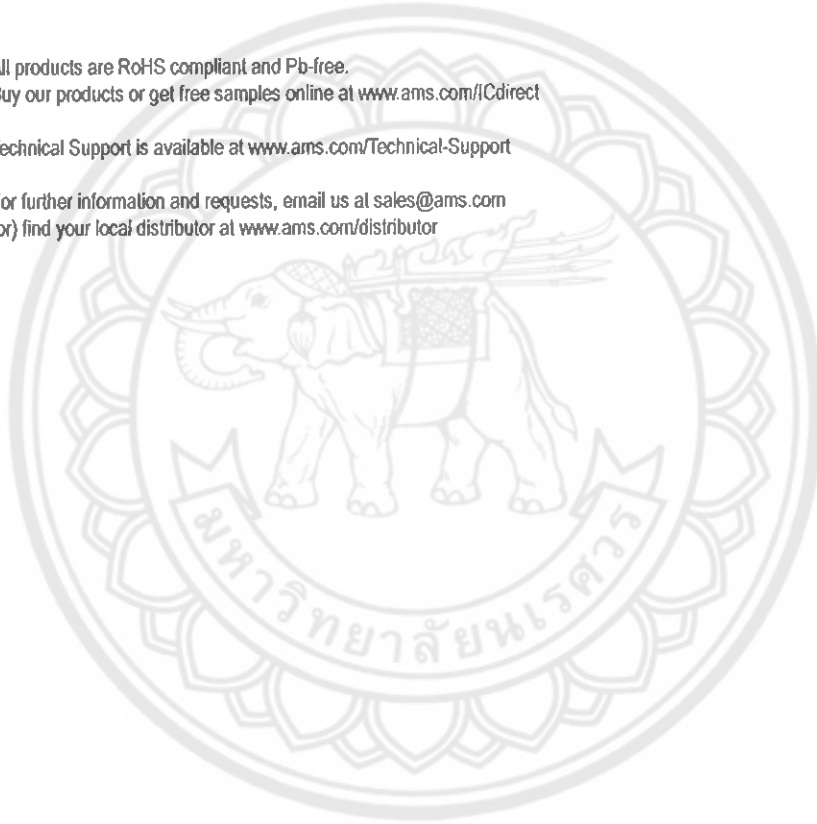 ll products are RoHS compliant and Pb-free.
uy our products or get free samples online at www.ams.com/ICdirect
echnical Support is available at www.ams.com/Technical-Support
or further information and requests, email us at sales@ams.com
or) find your local distributor at www.ams.com/distributor
มหาวิทยาลัยนเรศวร